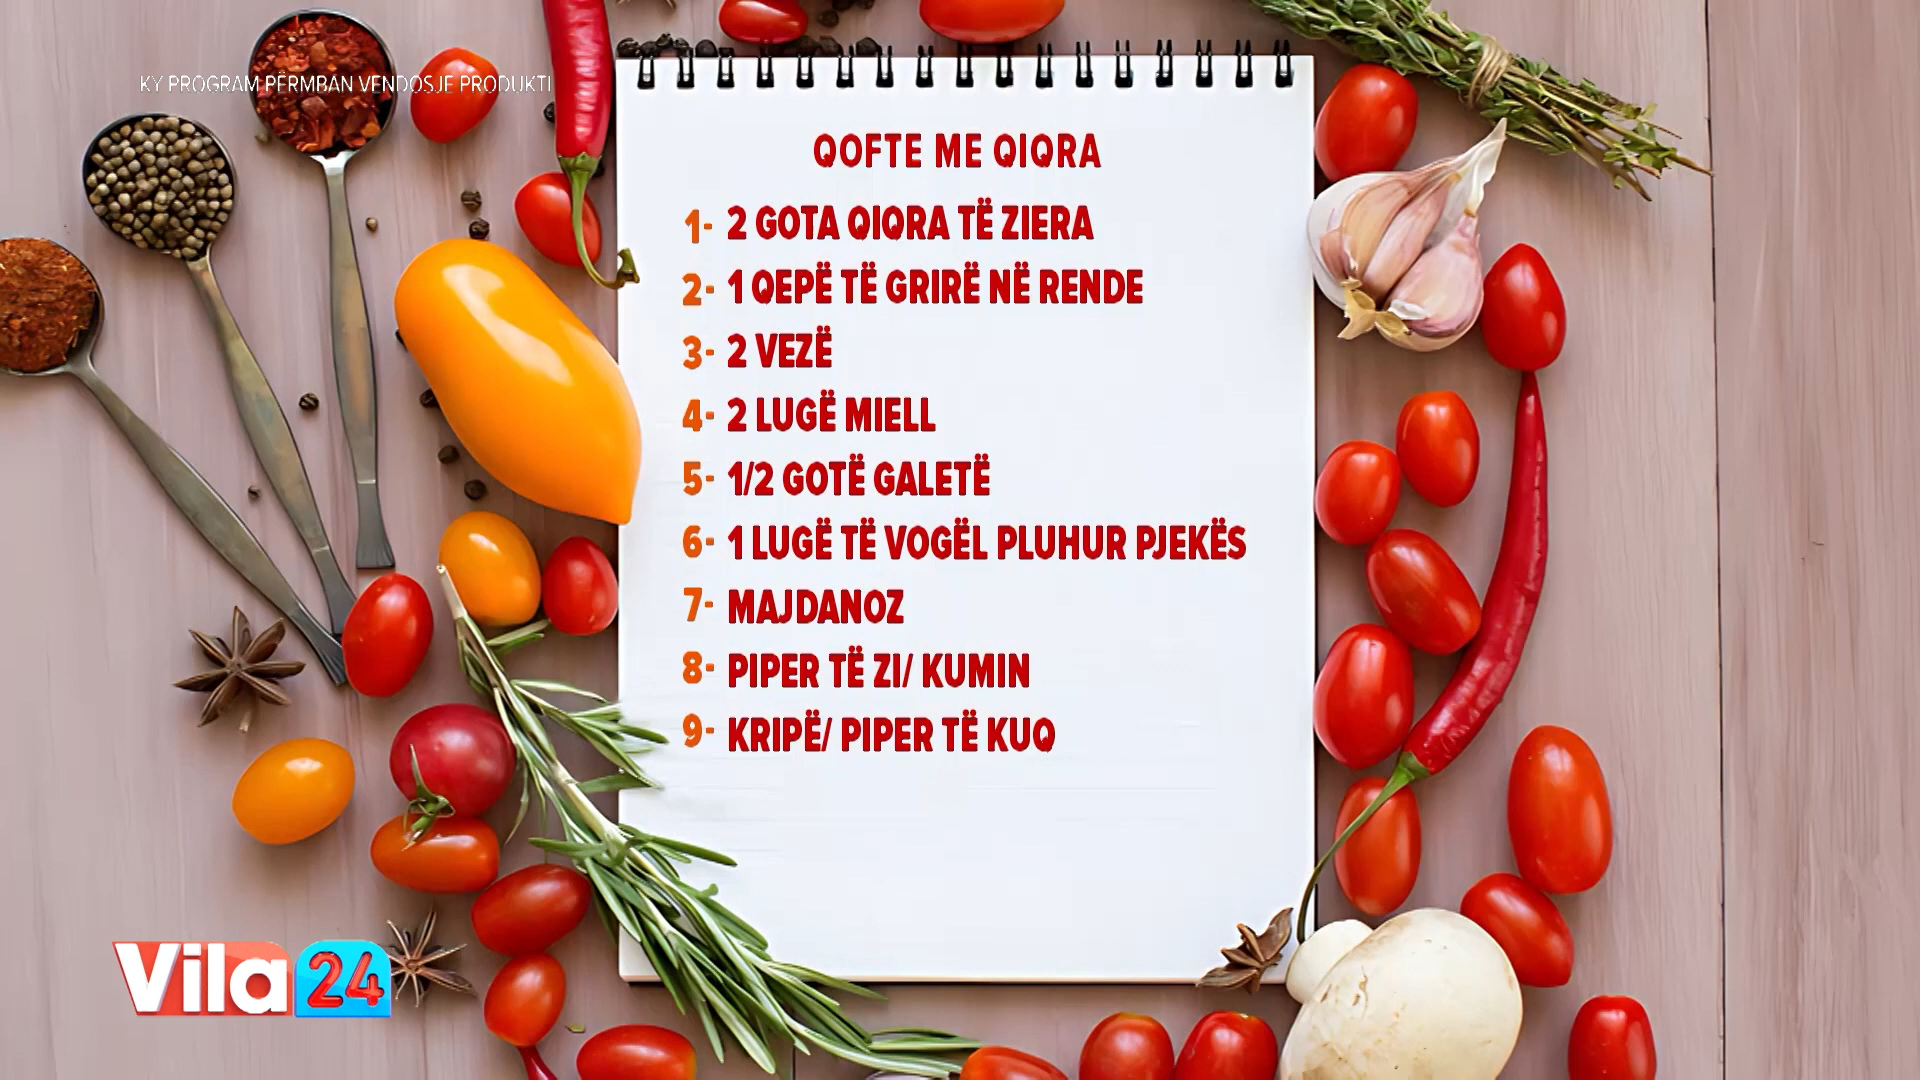 KY PROGRAM PËRMBAN VENDOSJE PRODUKTI
QOFTE ME QIQRA
1- 2 GOTA QIQRA TË ZIERA
2- 1 QEPË TË GRIRË NË RENDE
3- 2 VEZË
4- 2 LUGË MIELL
5- 1/2 GOTË GALETË
6- 1 LUGË TË VOGËL PLUHUR PJEKËS
7- MAJDANOZ
8- PIPER TË ZI/ KUMIN
9- KRIPË/ PIPER TË KUQ
Vila 24